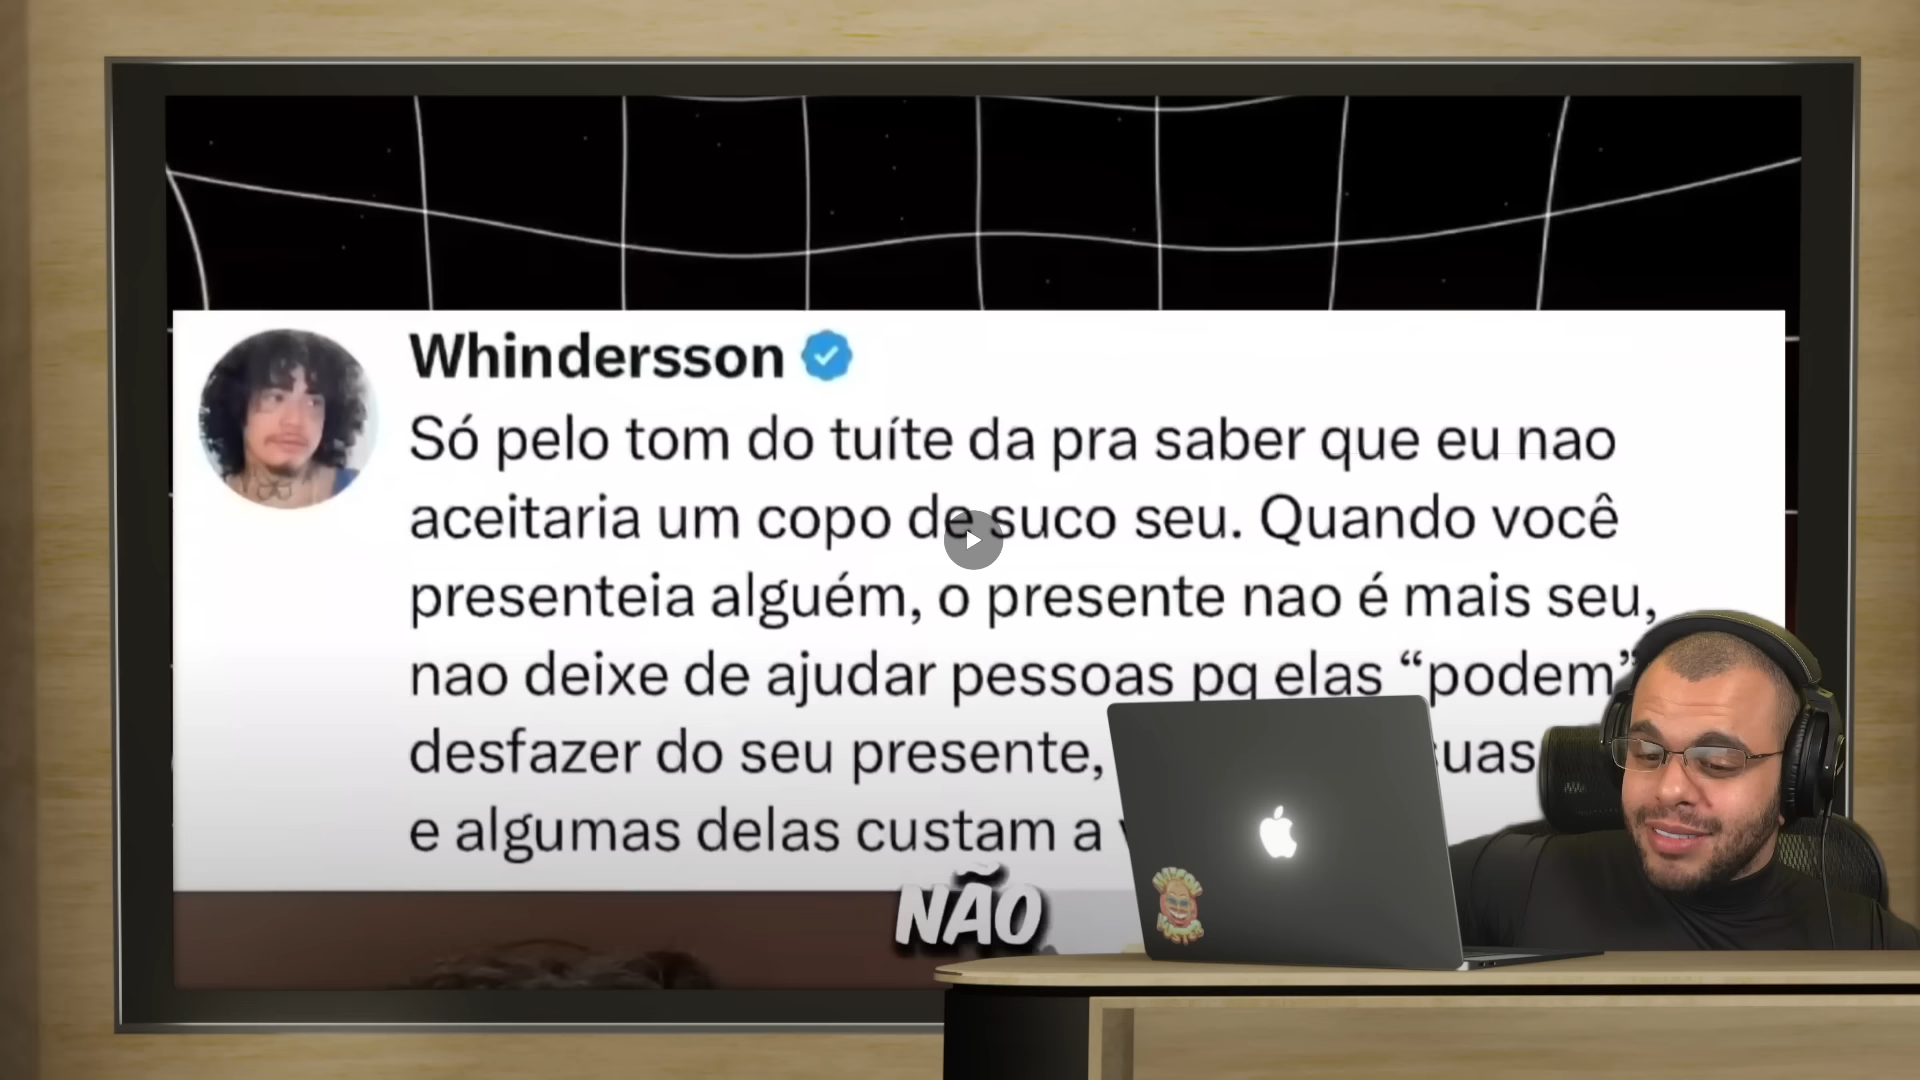 Whindersson
Só pelo tom do tuíte da pra saber que eu nao
aceitaria um copo de suco seu. Quando você
presenteia alguém, o presente nao é mais seu,
nao deixe de ajudar pessoas pq elas “podem”
desfazer do seu presente,
e algumas delas custam a
NÃO